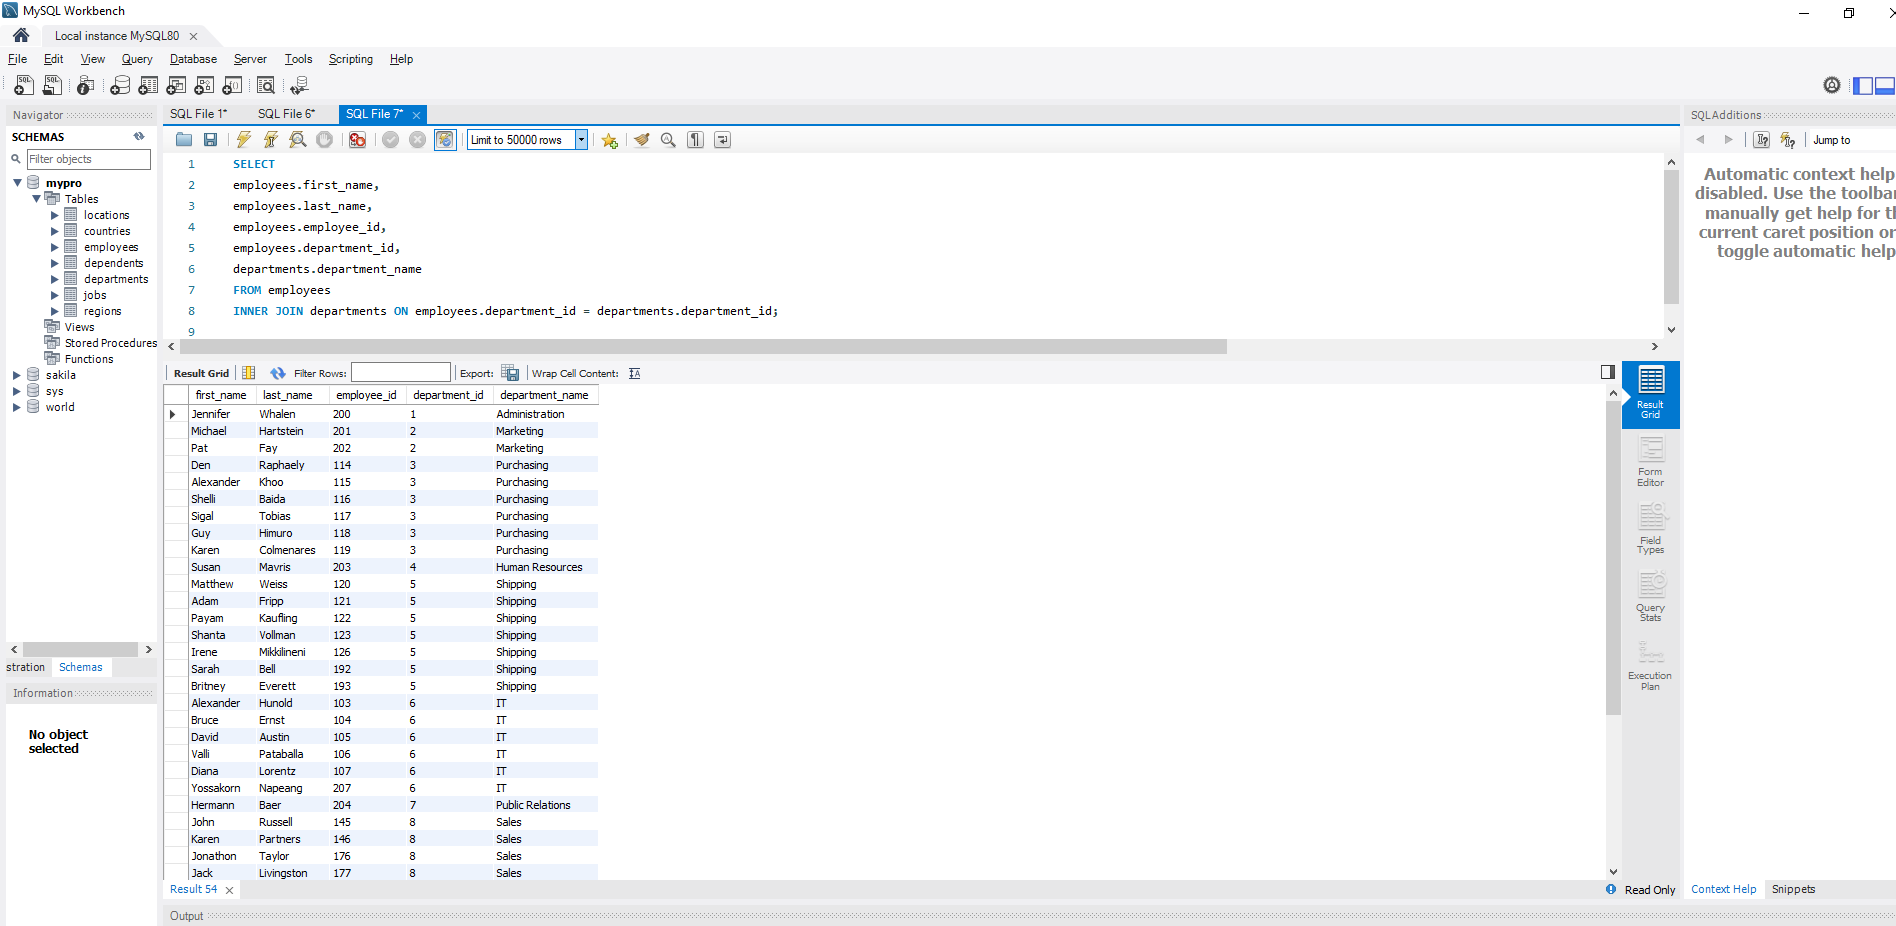 MySQL Workbench
Local instance MySQL80
File Edit View Query Database Server Tools Scripting Help
Navigator
SCHEMAS
Filter objects
mypro
Tables
locations
countries
employees
dependents
departments
jobs
regions
Views
Stored Procedures
Functions
sakila
sys
world
stration Schemas
Information
No object
selected
SQL File 1* SQL File 6* SQL File 7*
Limit to 50000 rows
1 SELECT
2 employees.first_name,
3 employees.last_name,
4 employees.employee_id,
5 employees.department_id,
6 departments.department_name
7 FROM employees
8 INNER JOIN departments ON employees.department_id = departments.department_id;
9
Result Grid Filter Rows: Export: Wrap Cell Content:
first_name last_name employee_id department_id department_name
Jennifer Whalen 200 1 Administration
Michael Hartstein 201 2 Marketing
Pat Fay 202 2 Marketing
Den Raphaely 114 3 Purchasing
Alexander Khoo 115 3 Purchasing
Shelli Baida 116 3 Purchasing
Sigal Tobias 117 3 Purchasing
Guy Himuro 118 3 Purchasing
Karen Colmenares 119 3 Purchasing
Susan Mavris 203 4 Human Resources
Matthew Weiss 120 5 Shipping
Adam Fripp 121 5 Shipping
Payam Kaufling 122 5 Shipping
Shanta Vollman 123 5 Shipping
Irene Mikkilineni 126 5 Shipping
Sarah Bell 192 5 Shipping
Britney Everett 193 5 Shipping
Alexander Hunold 103 6 IT
Bruce Ernst 104 6 IT
David Austin 105 6 IT
Valli Pataballa 106 6 IT
Diana Lorentz 107 6 IT
Yossakorn Napeang 207 6 IT
Hermann Baer 204 7 Public Relations
John Russell 145 8 Sales
Karen Partners 146 8 Sales
Jonathon Taylor 176 8 Sales
Jack Livingston 177 8 Sales
Result 54
Read Only
Output
Result
Grid
Form
Editor
Field
Types
Query
Stats
Execution
Plan
SQLAdditions
Jump to
Automatic context help
disabled. Use the toolbar
manually get help for th
current caret position or
toggle automatic help
Context Help Snippets